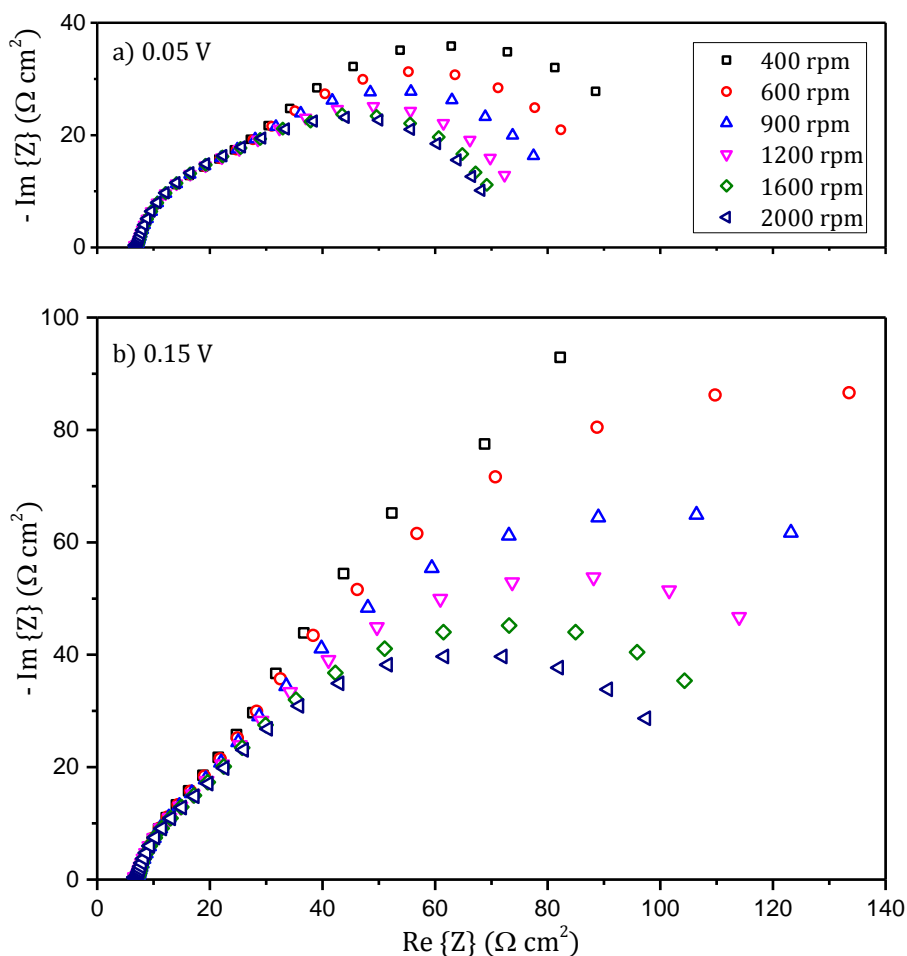 a) 0.05 V
400 rpm
600 rpm
900 rpm
1200 rpm
1600 rpm
2000 rpm
40
20
0
- Im {Z} (Ω cm²)
b) 0.15 V
100
80
60
40
20
0
- Im {Z} (Ω cm²)
0 20 40 60 80 100 120 140
Re {Z} (Ω cm²)